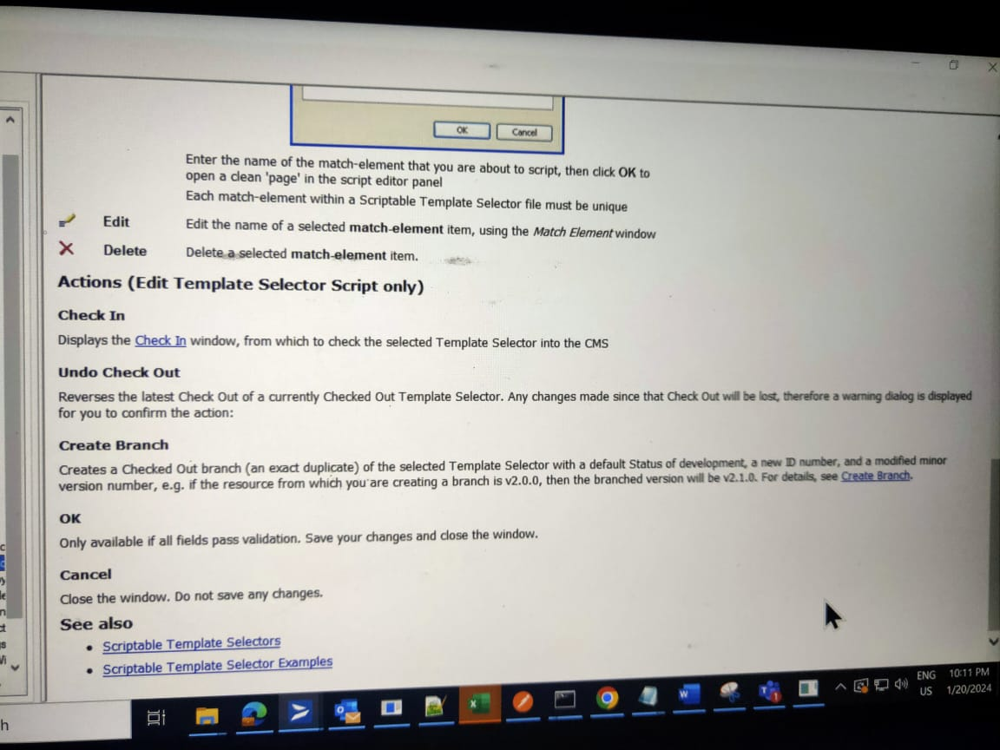 OK Cancel
Enter the name of the match-element that you are about to script, then click OK to
open a clean 'page' in the script editor panel
Each match-element within a Scriptable Template Selector file must be unique
Edit Edit the name of a selected match-element item, using the Match Element window
Delete Delete a selected match-element item.
Actions (Edit Template Selector Script only)
Check In
Displays the Check In window, from which to check the selected Template Selector into the CMS
Undo Check Out
Reverses the latest Check Out of a currently Checked Out Template Selector. Any changes made since that Check Out will be lost, therefore a warning dialog is displayed
for you to confirm the action:
Create Branch
Creates a Checked Out branch (an exact duplicate) of the selected Template Selector with a default Status of development, a new ID number, and a modified minor
version number, e.g. if the resource from which you are creating a branch is v2.0.0, then the branched version will be v2.1.0. For details, see Create Branch.
OK
Only available if all fields pass validation. Save your changes and close the window.
Cancel
Close the window. Do not save any changes.
See also
• Scriptable Template Selectors
• Scriptable Template Selector Examples
ENG 10:11 PM
US 1/20/2024
h